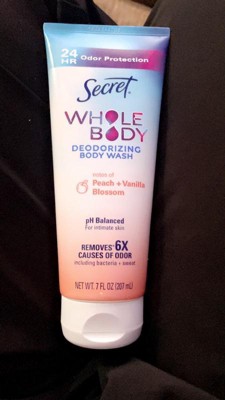 24 HR Odor Protection
Secret
WHOLE
BODY
DEODORIZING
BODY WASH
notes of
Peach + Vanilla
Blossom
pH Balanced
For intimate skin
REMOVES 6X
CAUSES OF ODOR
including bacteria + sweat
NET WT. 7 FL OZ (207 mL)